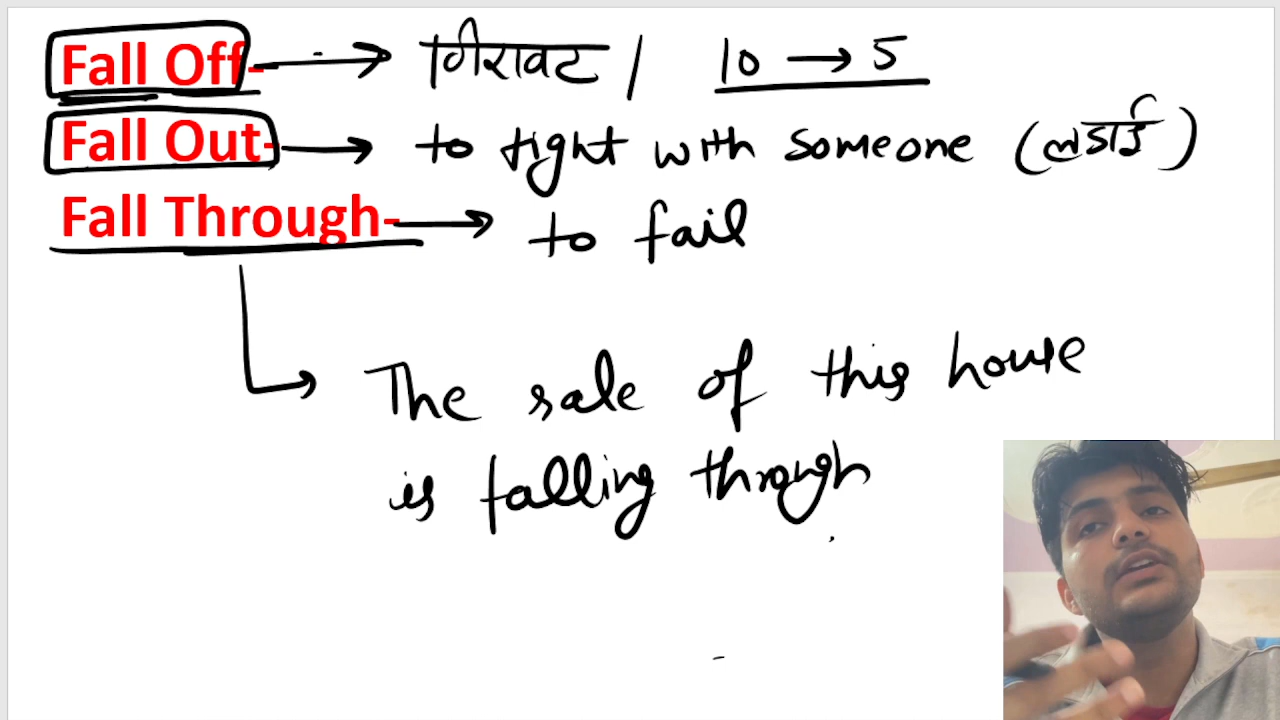 Fall Off- → गिरावट / 10 → 5
Fall Out- → to fight with someone (लडाई)
Fall Through- → to fail
→ The sale of this house
is falling through